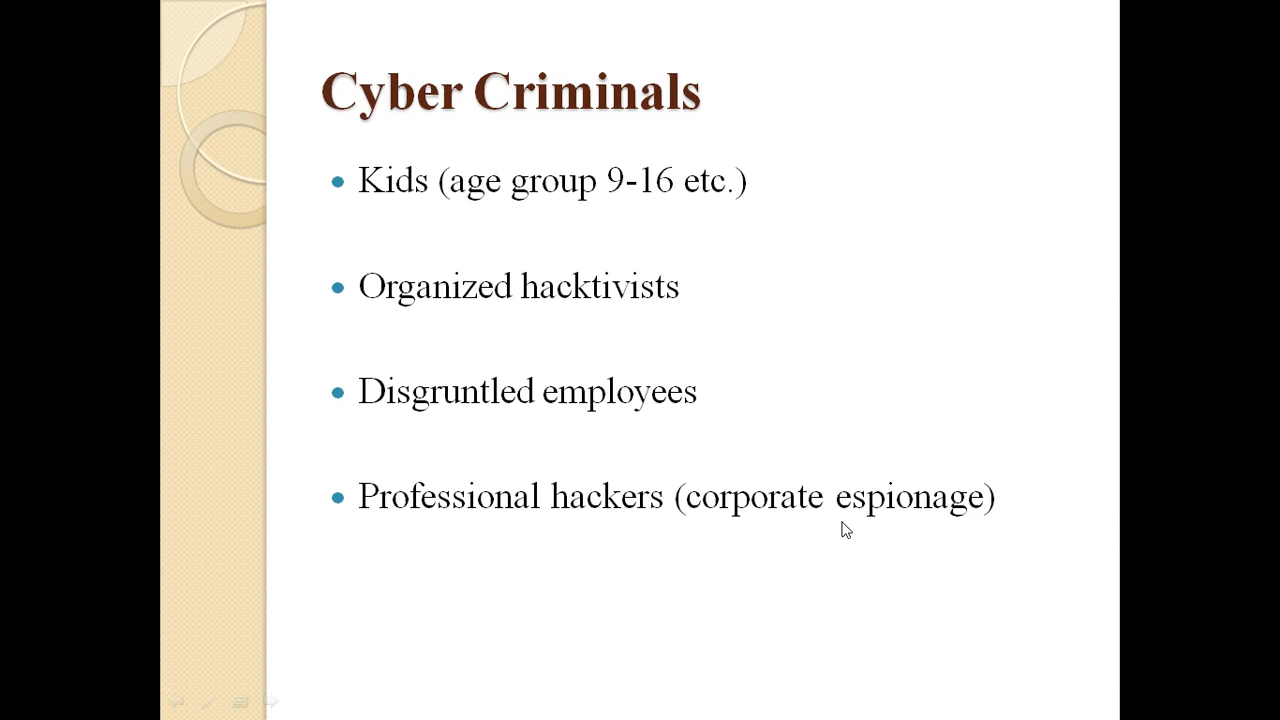 Cyber Criminals
Kids (age group 9-16 etc.)
Organized hacktivists
Disgruntled employees
Professional hackers (corporate espionage)